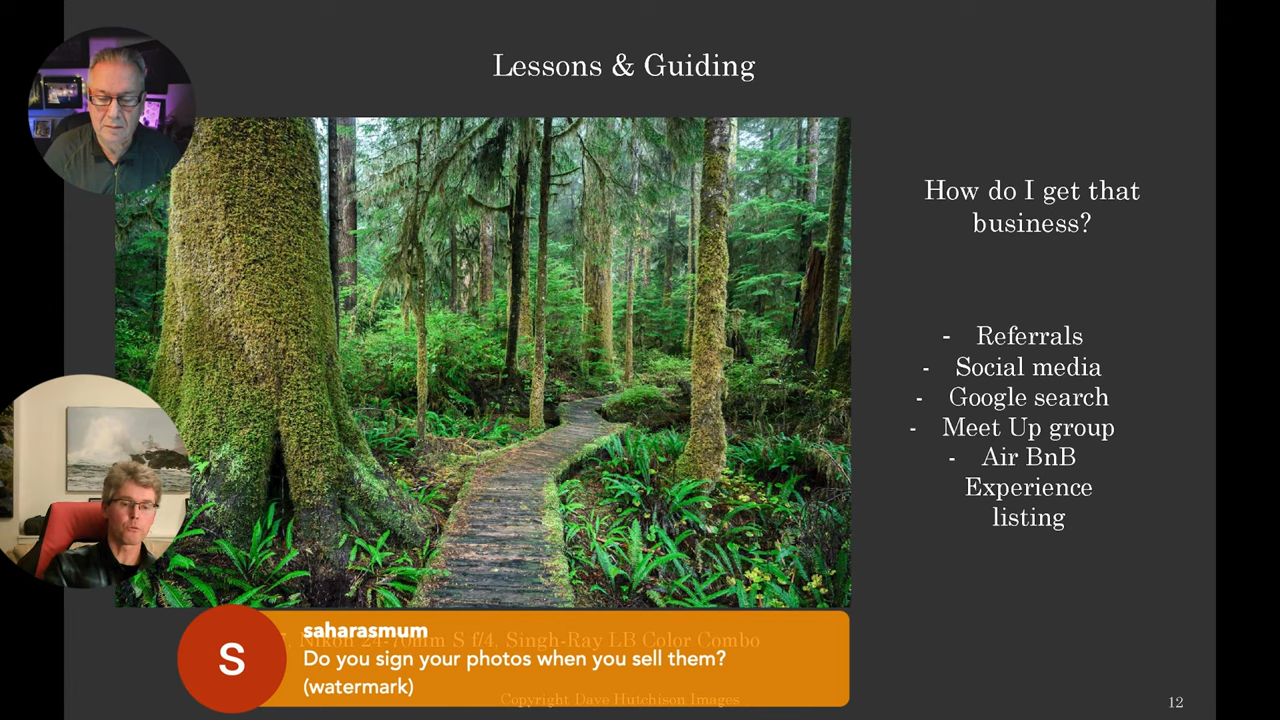 Lessons & Guiding
How do I get that
business?
- Referrals
- Social media
- Google search
- Meet Up group
- Air BnB
Experience
listing
S
saharasmum
Nikon 24-70mm S f/4, Singh-Ray LB Color Combo
Do you sign your photos when you sell them?
(watermark)
Copyright Dave Hutchison Images
12